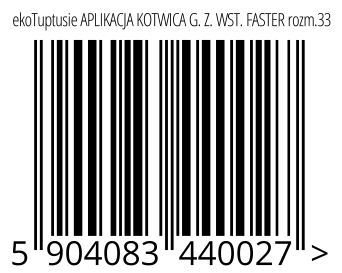 ekoTuptusie APLIKACJA KOTWICA G. Z. WST. FASTER rozm.33
5 904083 440027 >